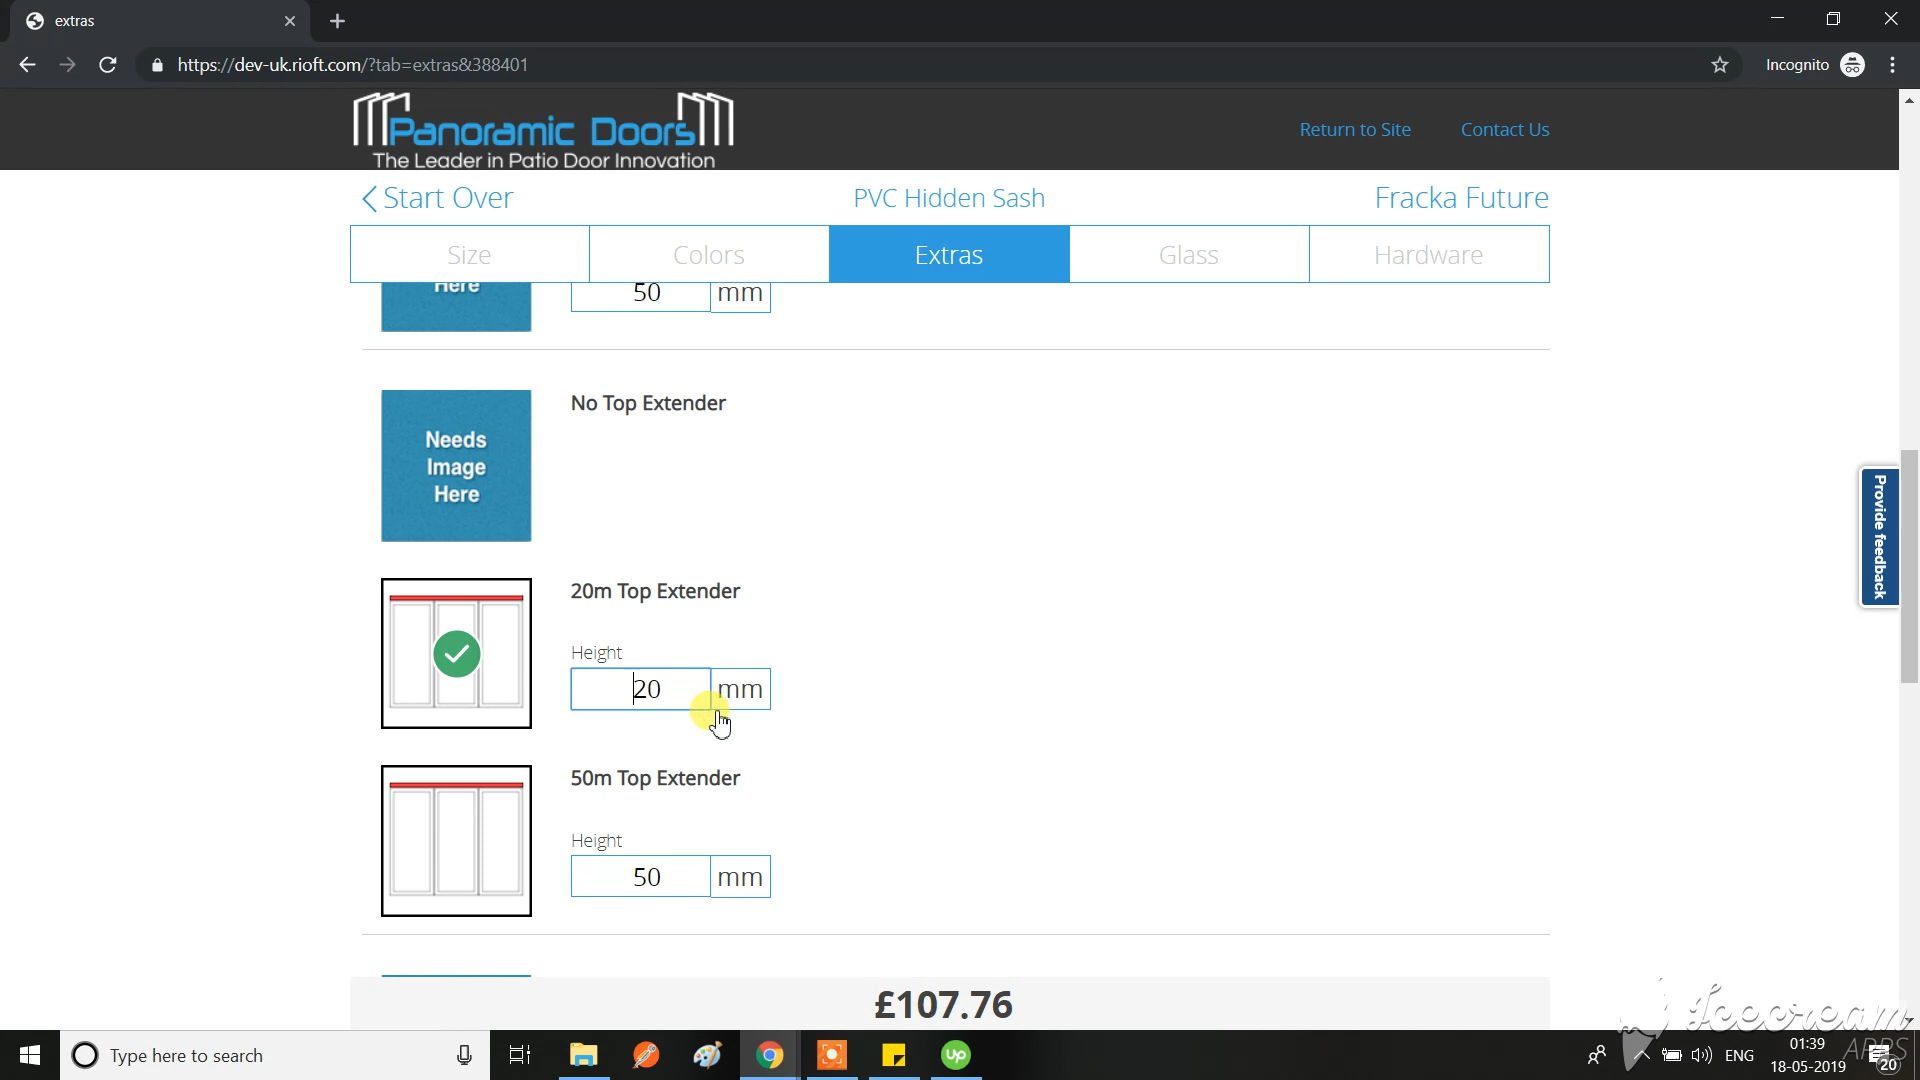 extras
https://dev-uk.rioft.com/?tab=extras&388401
Incognito
Panoramic Doors
The Leader in Patio Door Innovation
Return to Site
Contact Us
Start Over
PVC Hidden Sash
Fracka Future
Size
Colors
Extras
Glass
Hardware
Here
50
mm
Needs
Image
Here
No Top Extender
20m Top Extender
Height
20
mm
50m Top Extender
Height
50
mm
Provide feedback
£107.76
Icecream
APPS
Type here to search
up
ENG
01:39
18-05-2019
20